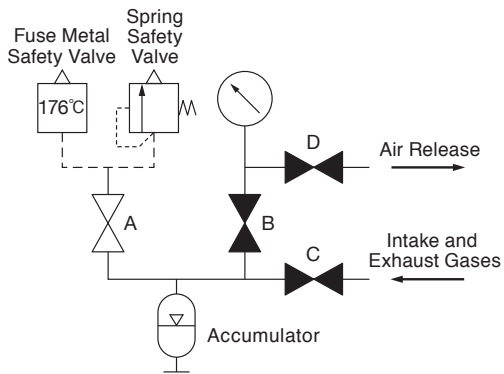 Fuse Metal
Safety Valve
Spring
Safety
Valve
176℃
D
Air Release
A
B
C
Intake and
Exhaust Gases
Accumulator